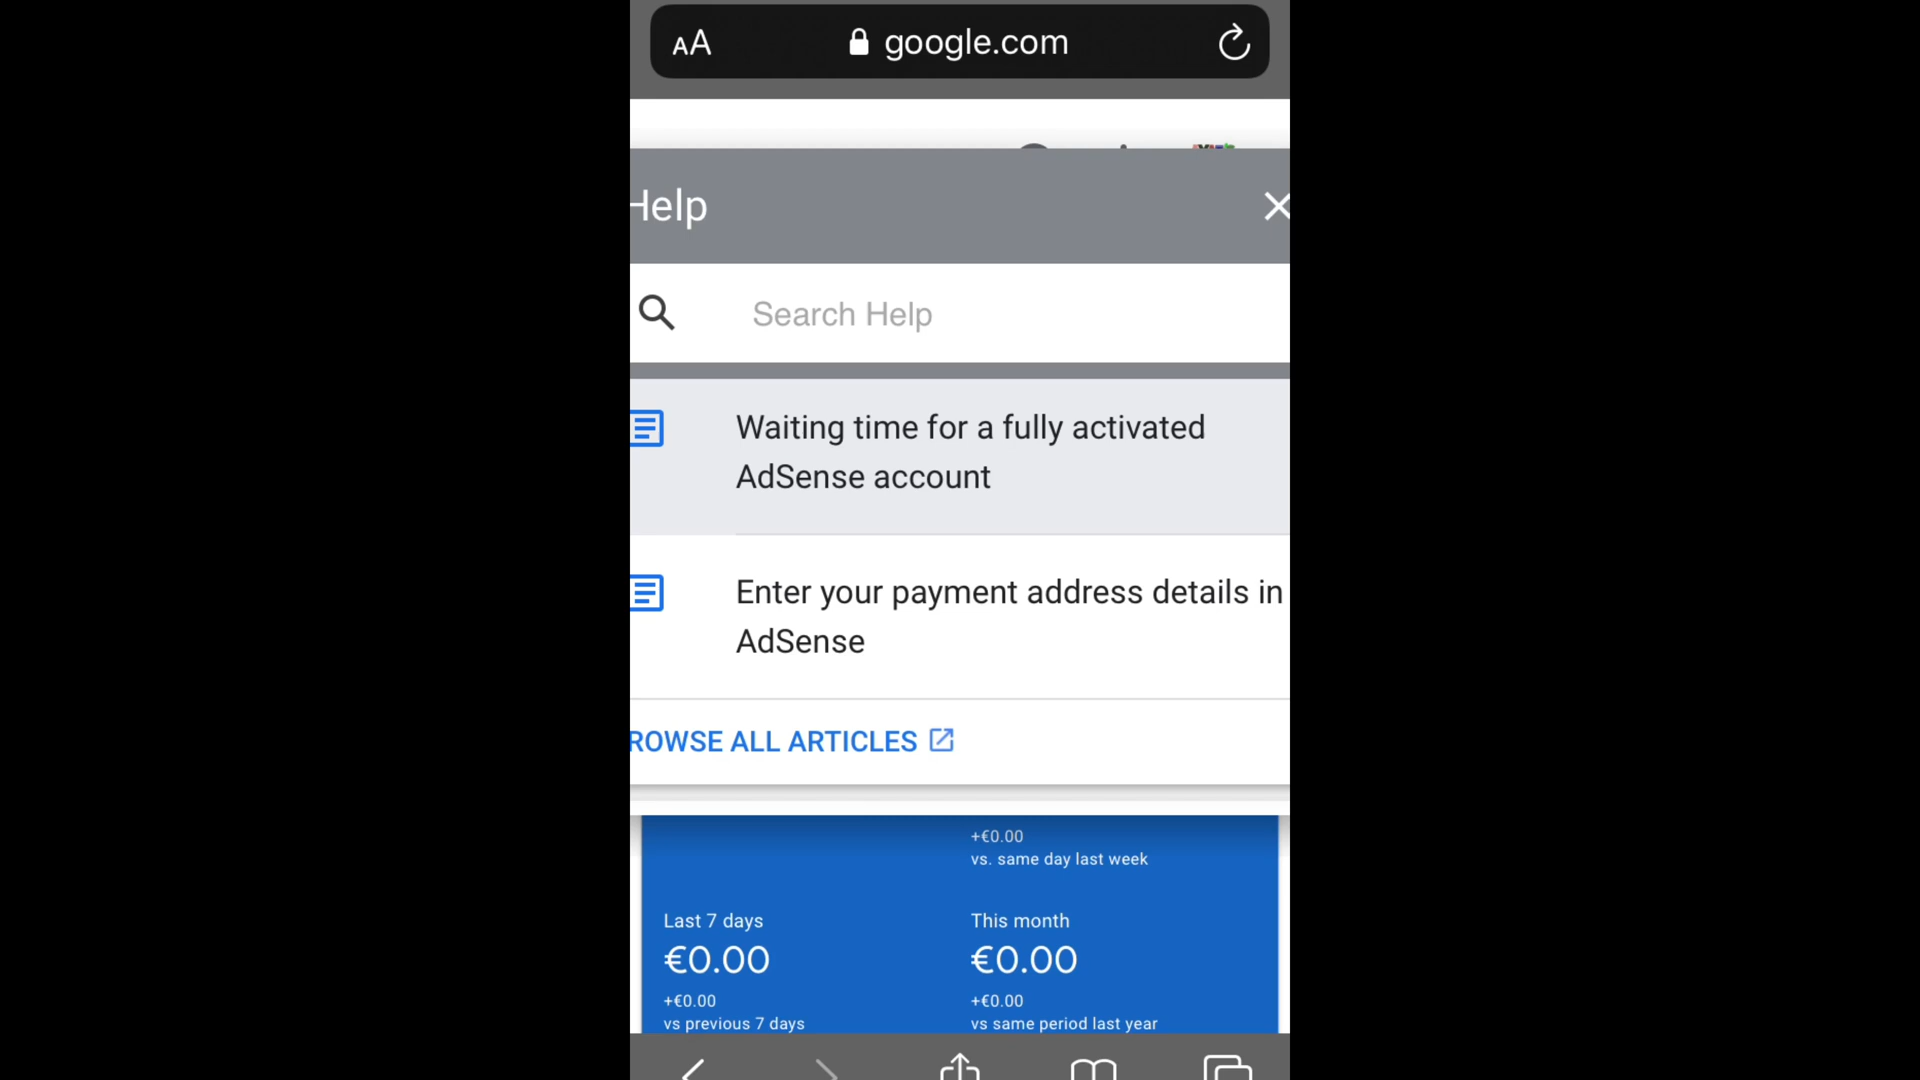 AA google.com
Help
Search Help
Waiting time for a fully activated
AdSense account
Enter your payment address details in
AdSense
ROWSE ALL ARTICLES
+€0.00
vs. same day last week
Last 7 days This month
€0.00 €0.00
+€0.00 +€0.00
vs previous 7 days vs same period last year